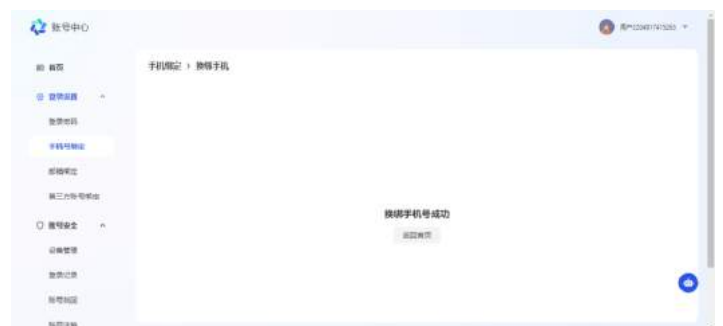 账号中心
首页
手机绑定 › 换绑手机
登录设置
登录密码
手机号绑定
邮箱绑定
第三方账号绑定
换绑手机号成功
账号安全
返回首页
设备管理
登录记录
账号找回